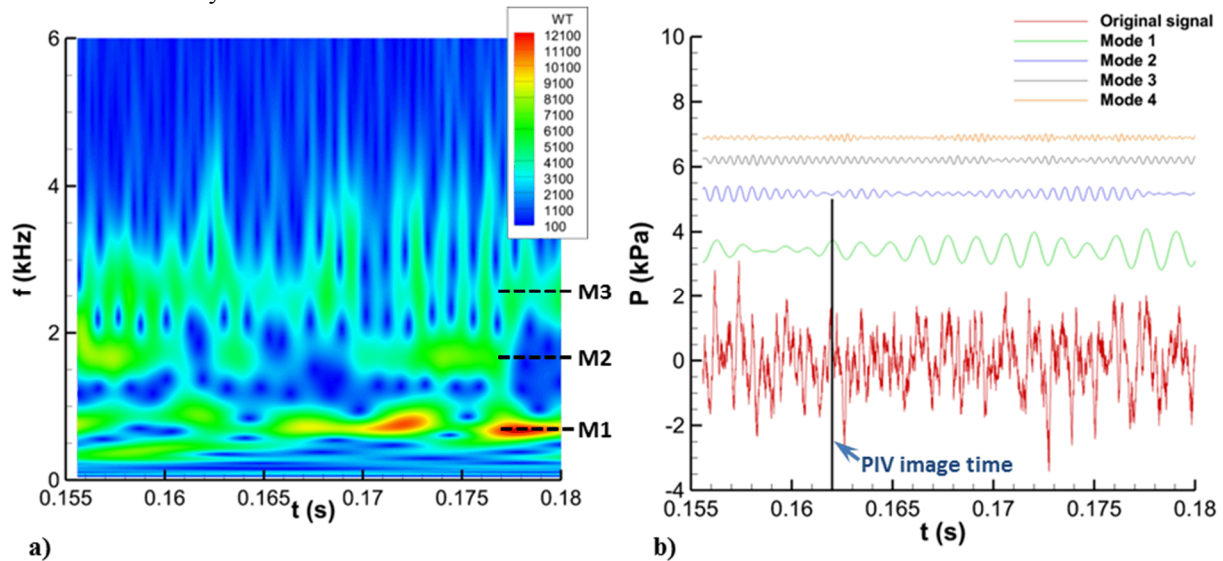 WT
12100
11100
10100
9100
8100
7100
6100
5100
4100
3100
2100
1100
100
6
4
2
0
f (kHz)
M3
M2
M1
0.155
0.16
0.165
0.17
0.175
0.18
t (s)
a)
Original signal
Mode 1
Mode 2
Mode 3
Mode 4
10
8
6
4
2
0
-2
-4
P (kPa)
PIV image time
0.155
0.16
0.165
0.17
0.175
0.18
t (s)
b)